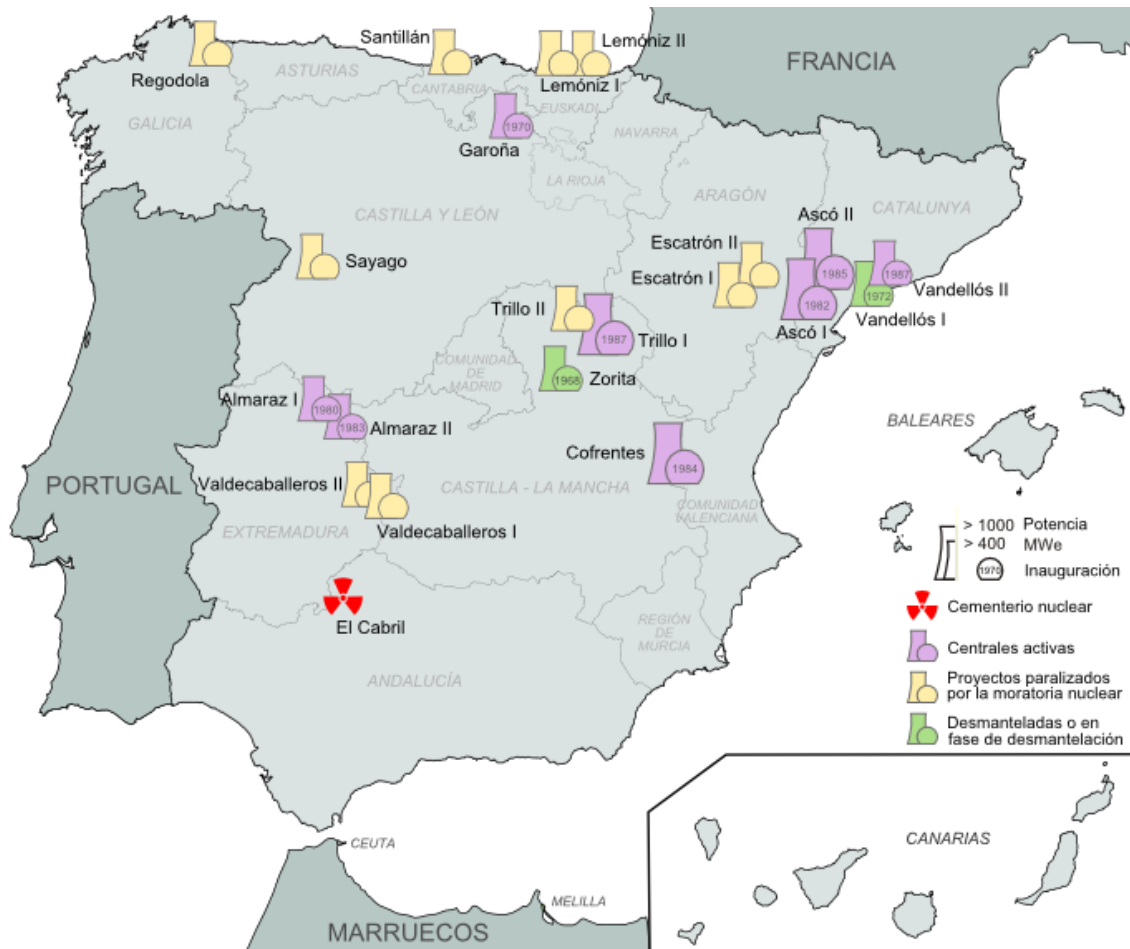 Santillán
Lemóniz II
FRANCIA
Regodola
ASTURIAS
CANTABRIA
Lemóniz I
EUSKADI
GALICIA
1970
NAVARRA
Garoña
LA RIOJA
ARAGÓN
CASTILLA Y LEÓN
Ascó II
CATALUNYA
Escatrón II
Sayago
Escatrón I
1985
1987
Vandellós II
1982
1972
Trillo II
Vandellós I
Ascó I
1987
Trillo I
COMUNIDAD
DE
MADRID
1968
Zorita
Almaraz I
1980
1983
Almaraz II
BALEARES
Cofrentes
1984
PORTUGAL
Valdecaballeros II
CASTILLA - LA MANCHA
COMUNIDAD
VALENCIANA
EXTREMADURA
Valdecaballeros I
> 1000 Potencia
> 400 MWe
1970 Inauguración
El Cabril
Cementerio nuclear
REGIÓN
DE
MURCIA
Centrales activas
ANDALUCÍA
Proyectos paralizados
por la moratoria nuclear
Desmanteladas o en
fase de desmantelación
CEUTA
CANARIAS
MELILLA
MARRUECOS